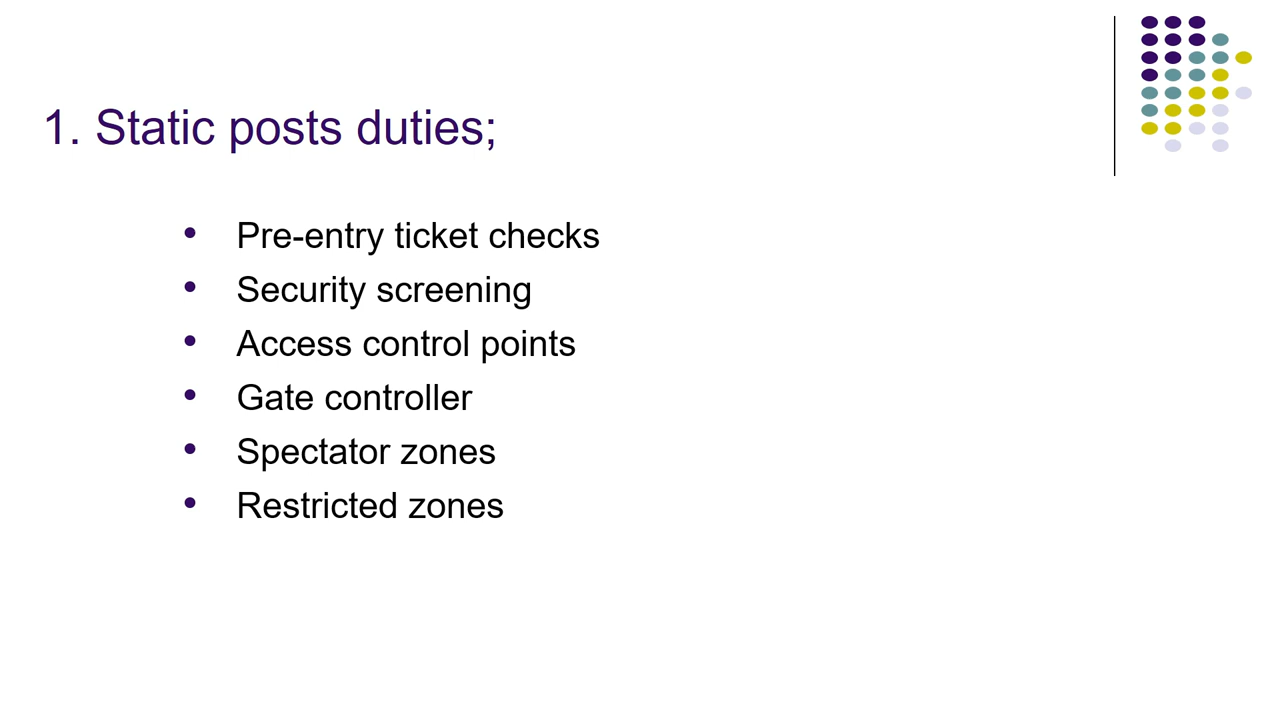 1. Static posts duties;
• Pre-entry ticket checks
• Security screening
• Access control points
• Gate controller
• Spectator zones
• Restricted zones